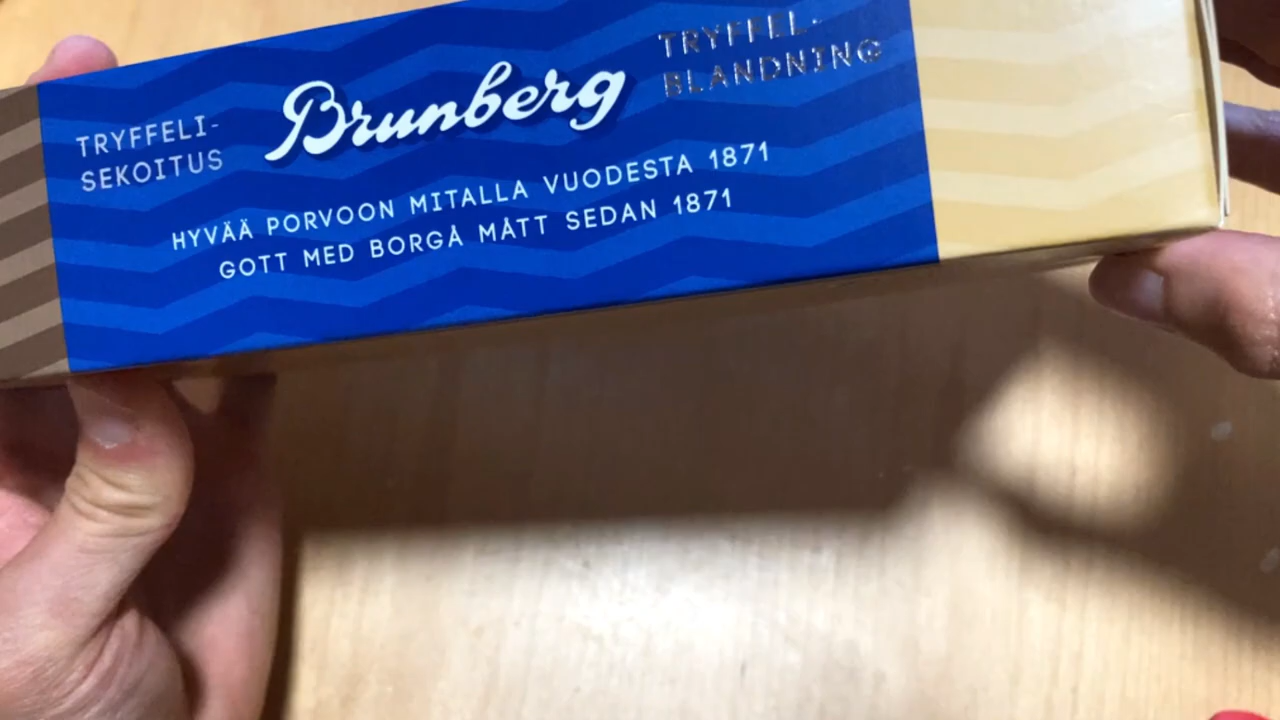 TRYFFELI-
SEKOITUS
Brunberg
TRYFFEL-
BLANDNING
HYVÄÄ PORVOON MITALLA VUODESTA 1871
GOTT MED BORGÅ MÅTT SEDAN 1871